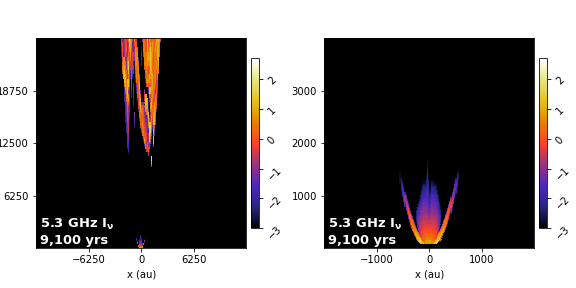 18750
12500
6250
5.3 GHz Iν
9,100 yrs
−6250 0 6250
x (au)
2
1
0
−1
−2
−3
3000
2000
1000
5.3 GHz Iν
9,100 yrs
−1000 0 1000
x (au)
2
1
0
−1
−2
−3